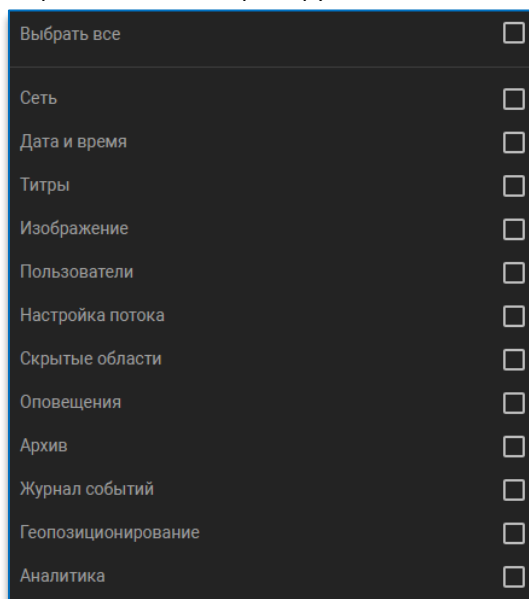 Выбрать все
Сеть
Дата и время
Титры
Изображение
Пользователи
Настройка потока
Скрытые области
Оповещения
Архив
Журнал событий
Геопозиционирование
Аналитика